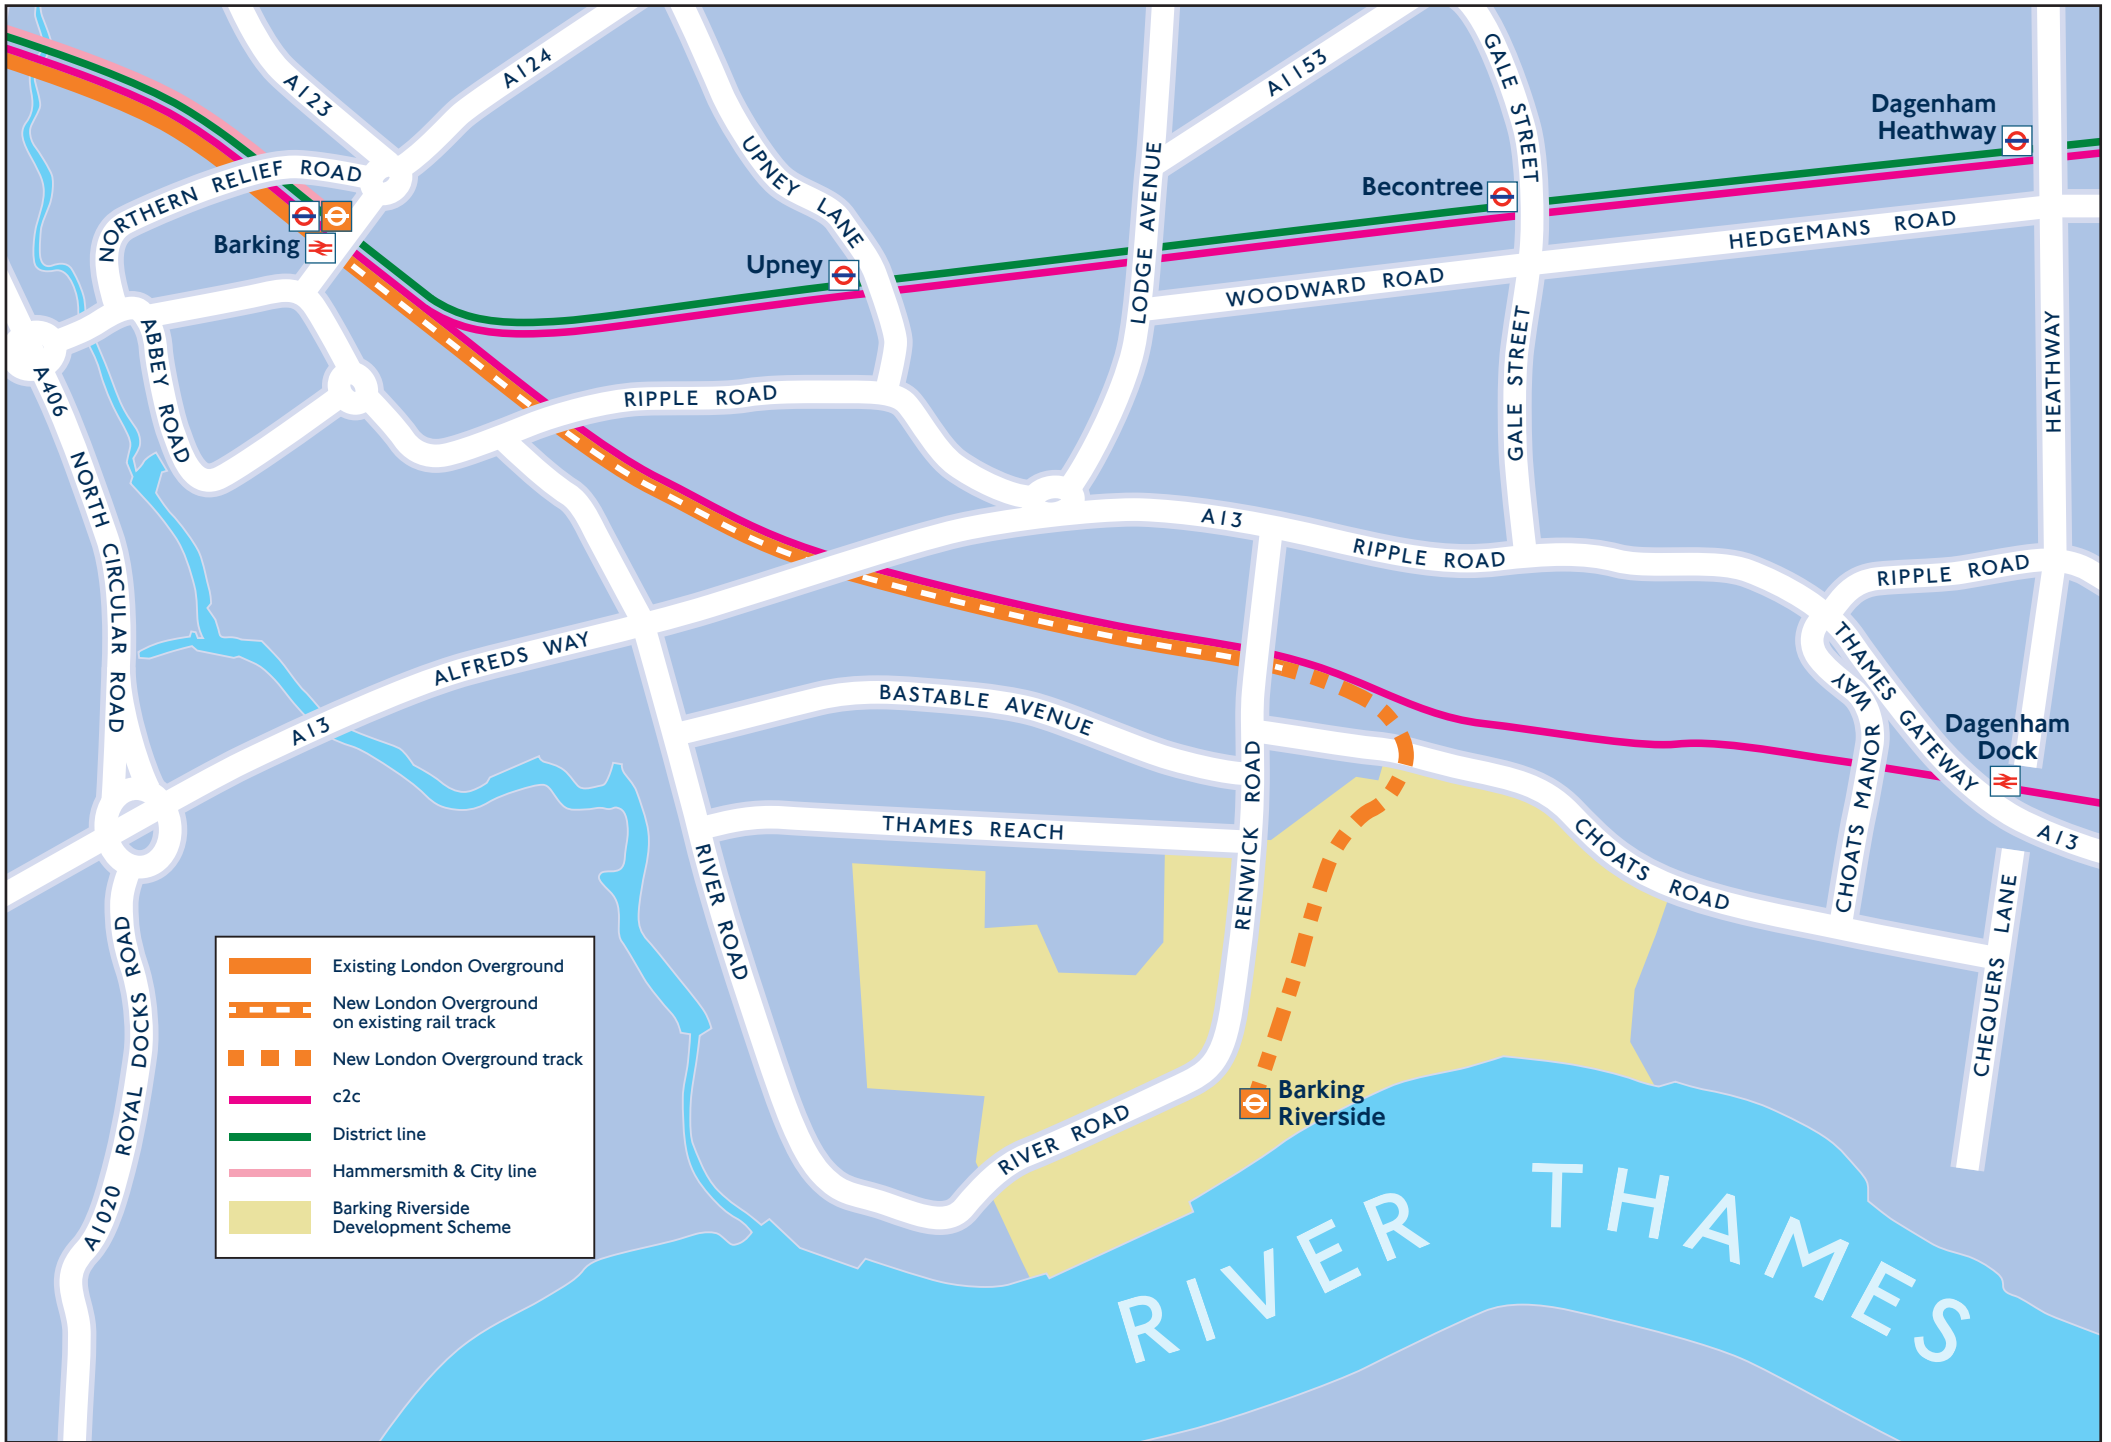 A123
A124
A1153
GALE STREET
Dagenham
Heathway
UPNEY LANE
LODGE AVENUE
NORTHERN RELIEF ROAD
Becontree
Barking
Upney
HEDGEMANS ROAD
WOODWARD ROAD
ABBEY ROAD
GALE STREET
HEATHWAY
A406 NORTH CIRCULAR ROAD
RIPPLE ROAD
A13
RIPPLE ROAD
RIPPLE ROAD
ALFREDS WAY
A13
BASTABLE AVENUE
THAMES GATEWAY
CHOATS MANOR WAY
Dagenham
Dock
A13
THAMES REACH
RENWICK ROAD
CHOATS ROAD
RIVER ROAD
CHEQUERS LANE
A1020 ROYAL DOCKS ROAD
Existing London Overground
New London Overground
on existing rail track
New London Overground track
c2c
District line
Hammersmith & City line
Barking Riverside
Development Scheme
Barking
Riverside
RIVER ROAD
RIVER THAMES